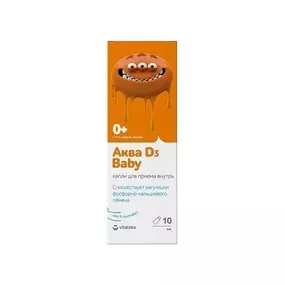 0+
Аква D3
Baby
капли для приема внутрь
Способствует регуляции
фосфорно-кальциевого
обмена
10
мл
vitateka